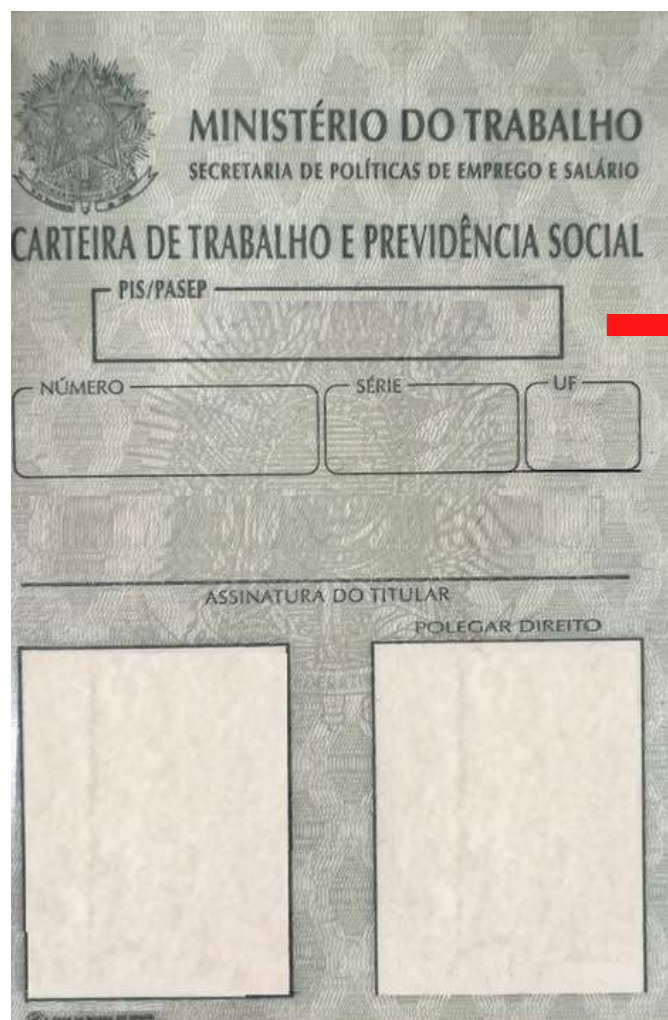 MINISTÉRIO DO TRABALHO
SECRETARIA DE POLÍTICAS DE EMPREGO E SALÁRIO
CARTEIRA DE TRABALHO E PREVIDÊNCIA SOCIAL
PIS/PASEP
NÚMERO SÉRIE UF
ASSINATURA DO TITULAR
POLEGAR DIREITO